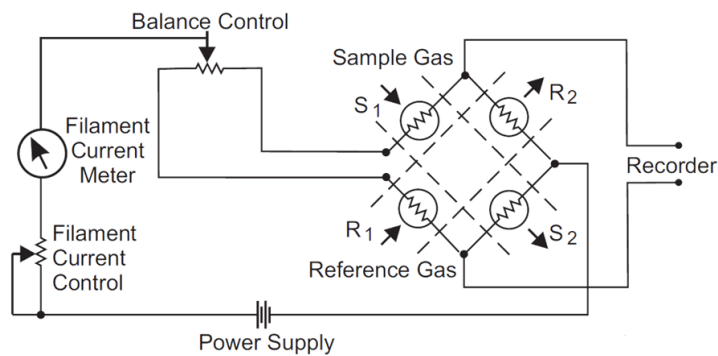 Balance Control
Sample Gas
S1
R2
Filament
Current
Meter
Recorder
Filament
Current
Control
R1
S2
Reference Gas
Power Supply